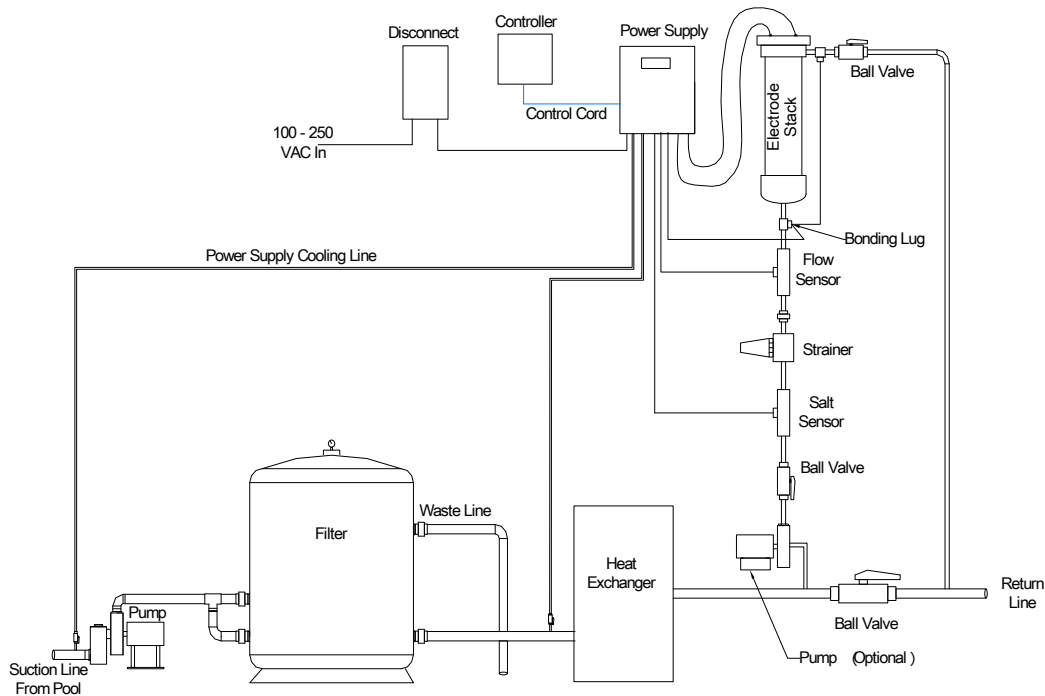 Controller
Disconnect
Power Supply
Ball Valve
Electrode
Stack
Control Cord
100 - 250
VAC In
Bonding Lug
Power Supply Cooling Line
Flow
Sensor
Strainer
Salt
Sensor
Ball Valve
Waste Line
Filter
Heat
Exchanger
Return
Line
Pump
Ball Valve
Pump (Optional)
Suction Line
From Pool